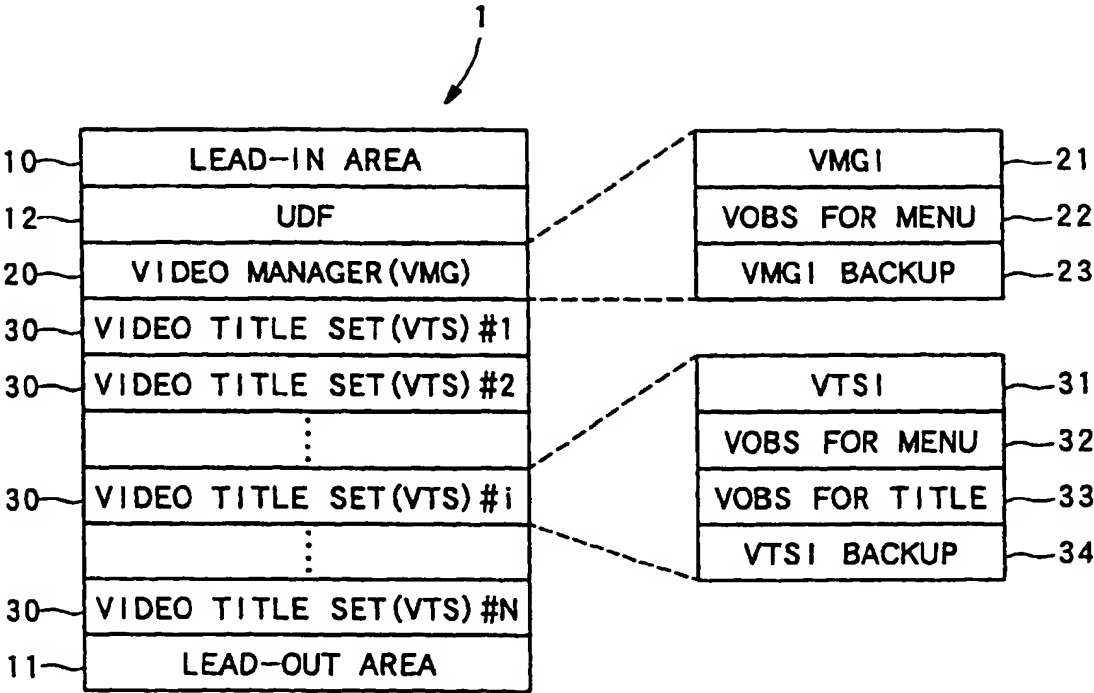 1
10 LEAD-IN AREA
12 UDF
20 VIDEO MANAGER(VMG)
30 VIDEO TITLE SET(VTS)#1
30 VIDEO TITLE SET(VTS)#2
30 VIDEO TITLE SET(VTS)#i
30 VIDEO TITLE SET(VTS)#N
11 LEAD-OUT AREA
VMGI 21
VOBS FOR MENU 22
VMGI BACKUP 23
VTSI 31
VOBS FOR MENU 32
VOBS FOR TITLE 33
VTSI BACKUP 34